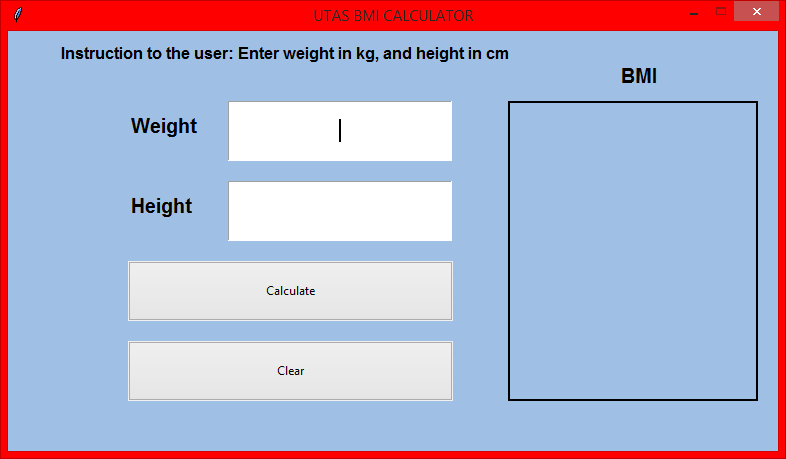 UTAS BMI CALCULATOR
Instruction to the user: Enter weight in kg, and height in cm
BMI
Weight
Height
Calculate
Clear